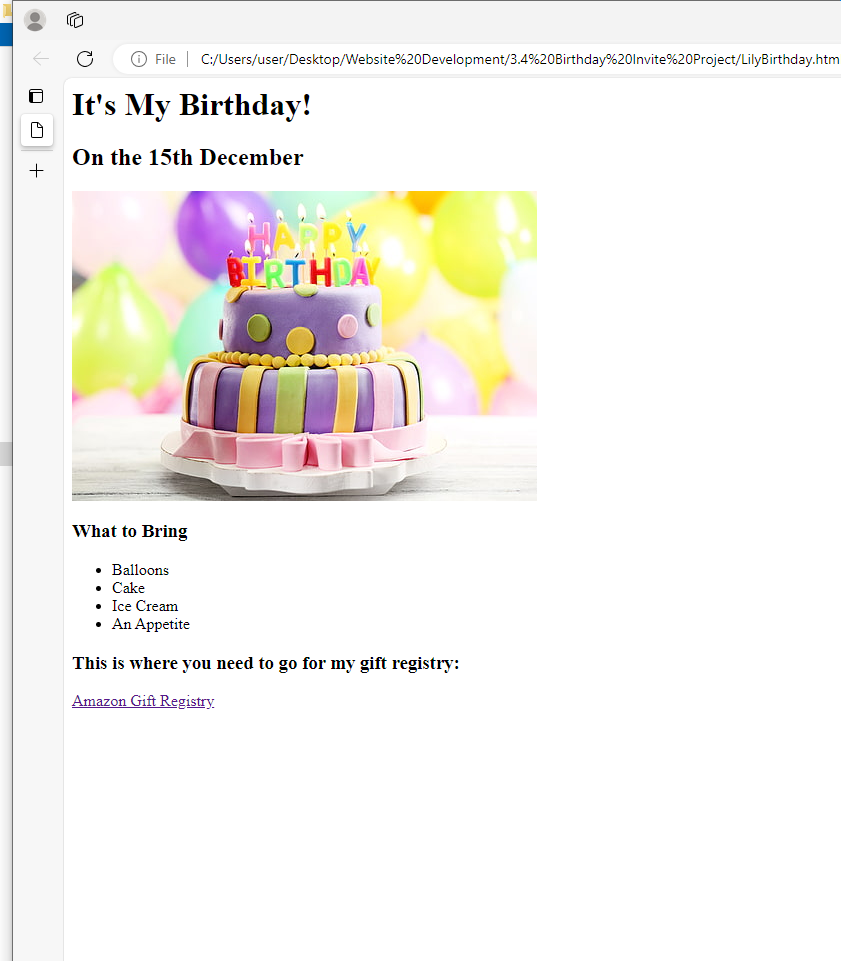 File | C:/Users/user/Desktop/Website%20Development/3.4%20Birthday%20Invite%20Project/LilyBirthday.htm
It's My Birthday!
On the 15th December
HAPPY
BIRTHDAY
What to Bring
Balloons
Cake
Ice Cream
An Appetite
This is where you need to go for my gift registry:
Amazon Gift Registry